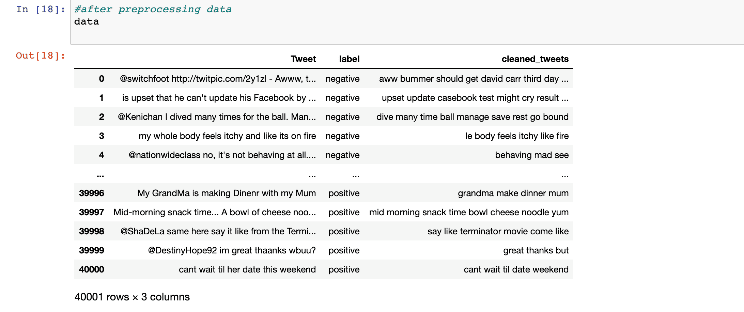 In [18]: #after preprocessing data
data
Out[18]:
Tweet label cleaned_tweets
0 @switchfoot http://twitpic.com/2y1zl - Awww, t... negative aww bummer should get david carr third day ...
1 is upset that he can't update his Facebook by ... negative upset update casebook test might cry result ...
2 @Kenichan I dived many times for the ball. Man... negative dive many time ball manage save rest go bound
3 my whole body feels itchy and like its on fire negative le body feels itchy like fire
4 @nationwideclass no, it's not behaving at all.... negative behaving mad see
... ... ... ...
39996 My GrandMa is making Dinenr with my Mum positive grandma make dinner mum
39997 Mid-morning snack time... A bowl of cheese noo... positive mid morning snack time bowl cheese noodle yum
39998 @ShaDeLa same here say it like from the Termi... positive say like terminator movie come like
39999 @DestinyHope92 im great thaanks wbuu? positive great thanks but
40000 cant wait til her date this weekend positive cant wait til date weekend
40001 rows × 3 columns